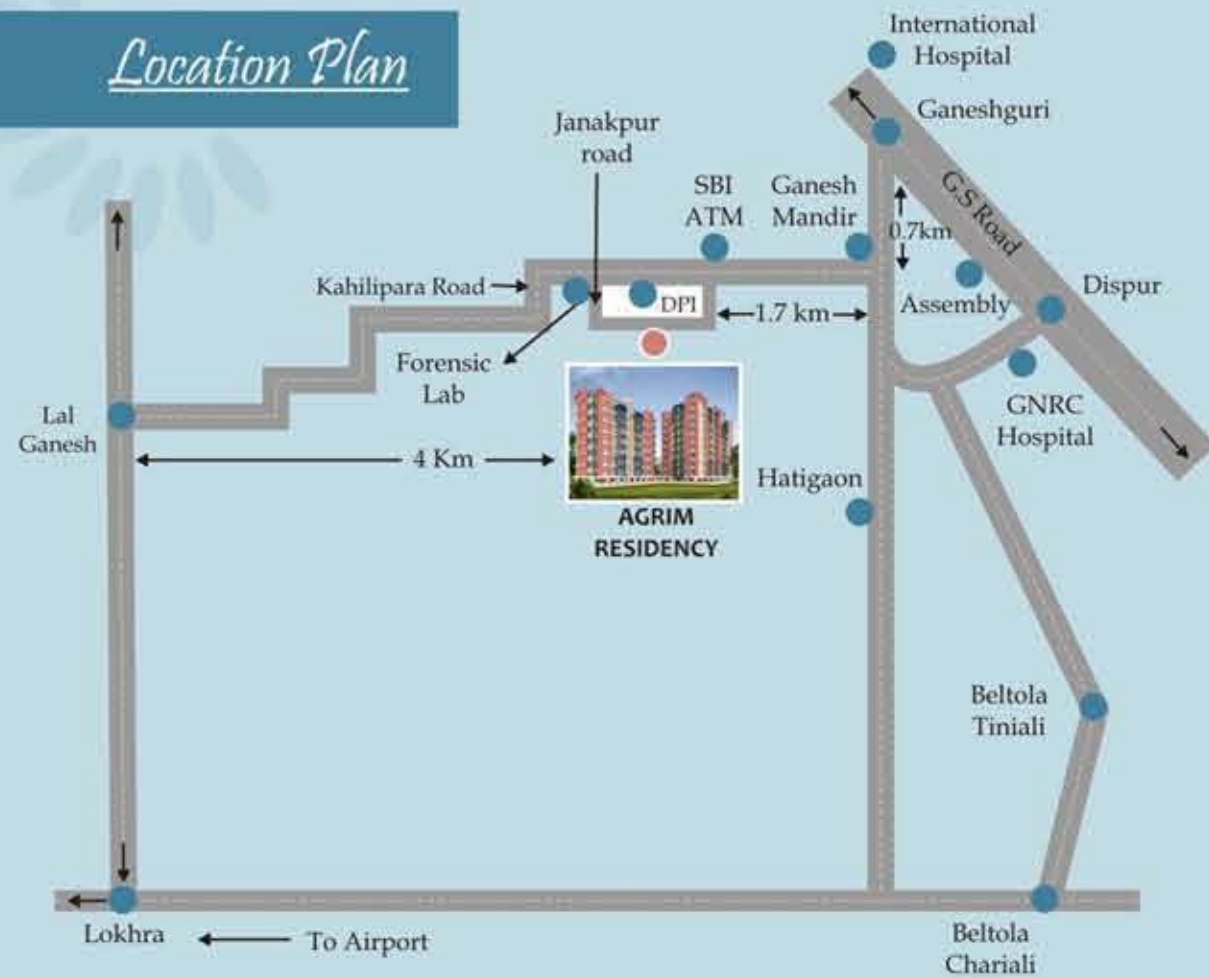 Location Plan
International
Hospital
Ganeshguri
Janakpur
road
SBI
ATM
Ganesh
Mandir
G.S Road
0.7km
Kahilipara Road
DPI
1.7 km
Assembly
Dispur
Forensic
Lab
GNRC
Hospital
Lal
Ganesh
4 Km
Hatigaon
AGRIM
RESIDENCY
Beltola
Tiniali
Lokhra
To Airport
Beltola
Chariali